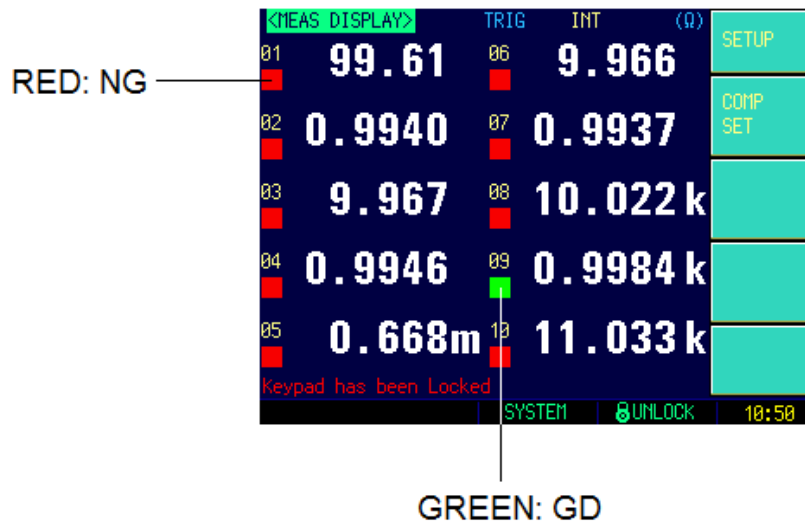 <MEAS DISPLAY> TRIG INT (Ω)
SETUP
01 99.61 06 9.966
RED: NG
COMP
SET
02 0.9940 07 0.9937
03 9.967 08 10.022k
04 0.9946 09 0.9984k
05 0.668m 10 11.033k
Keypad has been Locked
SYSTEM UNLOCK 10:50
GREEN: GD